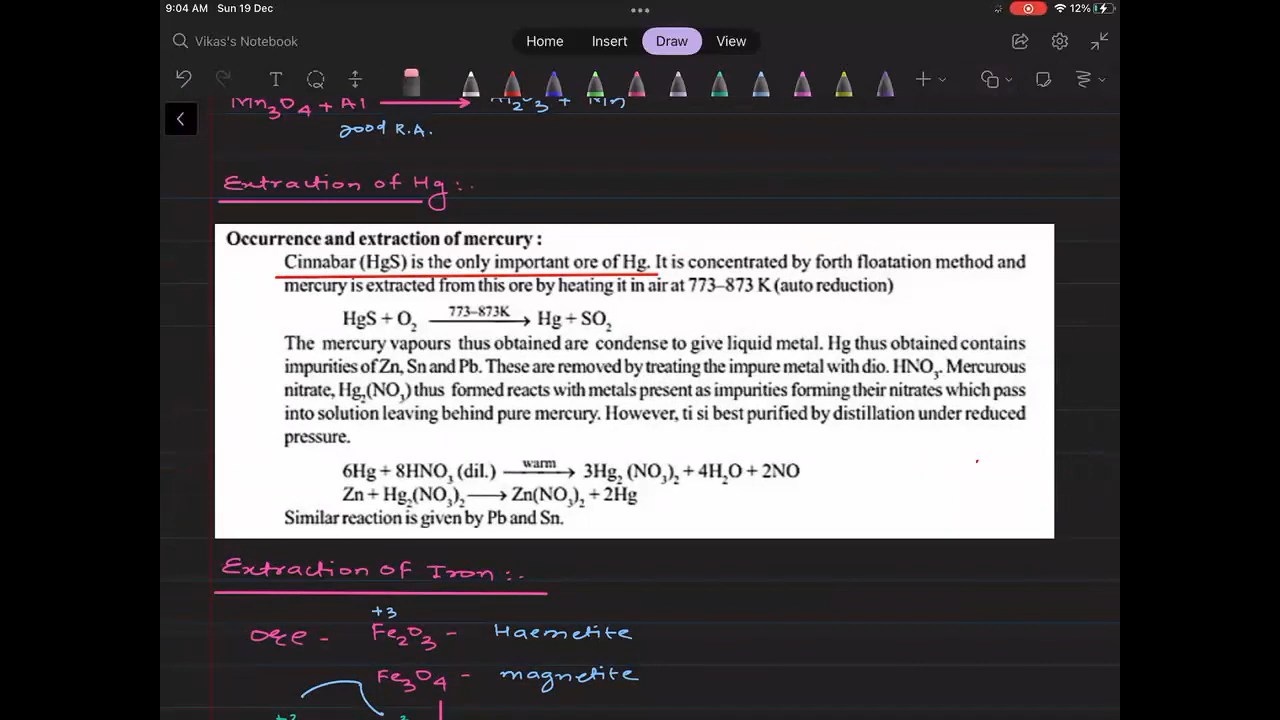 9:04 AM Sun 19 Dec
12%
Vikas's Notebook
Home Insert Draw View
Mn3O4 + Al → Al2O3 + Mn
good R.A.
Extraction of Hg :.
Occurrence and extraction of mercury :
Cinnabar (HgS) is the only important ore of Hg. It is concentrated by forth floatation method and
mercury is extracted from this ore by heating it in air at 773–873 K (auto reduction)
HgS + O₂ —773–873K→ Hg + SO₂
The mercury vapours thus obtained are condense to give liquid metal. Hg thus obtained contains
impurities of Zn, Sn and Pb. These are removed by treating the impure metal with dio. HNO₃. Mercurous
nitrate, Hg₂(NO₃) thus formed reacts with metals present as impurities forming their nitrates which pass
into solution leaving behind pure mercury. However, ti si best purified by distillation under reduced
pressure.
6Hg + 8HNO₃ (dil.) —warm→ 3Hg₂ (NO₃)₂ + 4H₂O + 2NO
Zn + Hg₂(NO₃)₂ → Zn(NO₃)₂ + 2Hg
Similar reaction is given by Pb and Sn.
Extraction of Iron :.
+3
Ore - Fe₂O₃ - Haemetite
Fe₃O₄ - magnetite